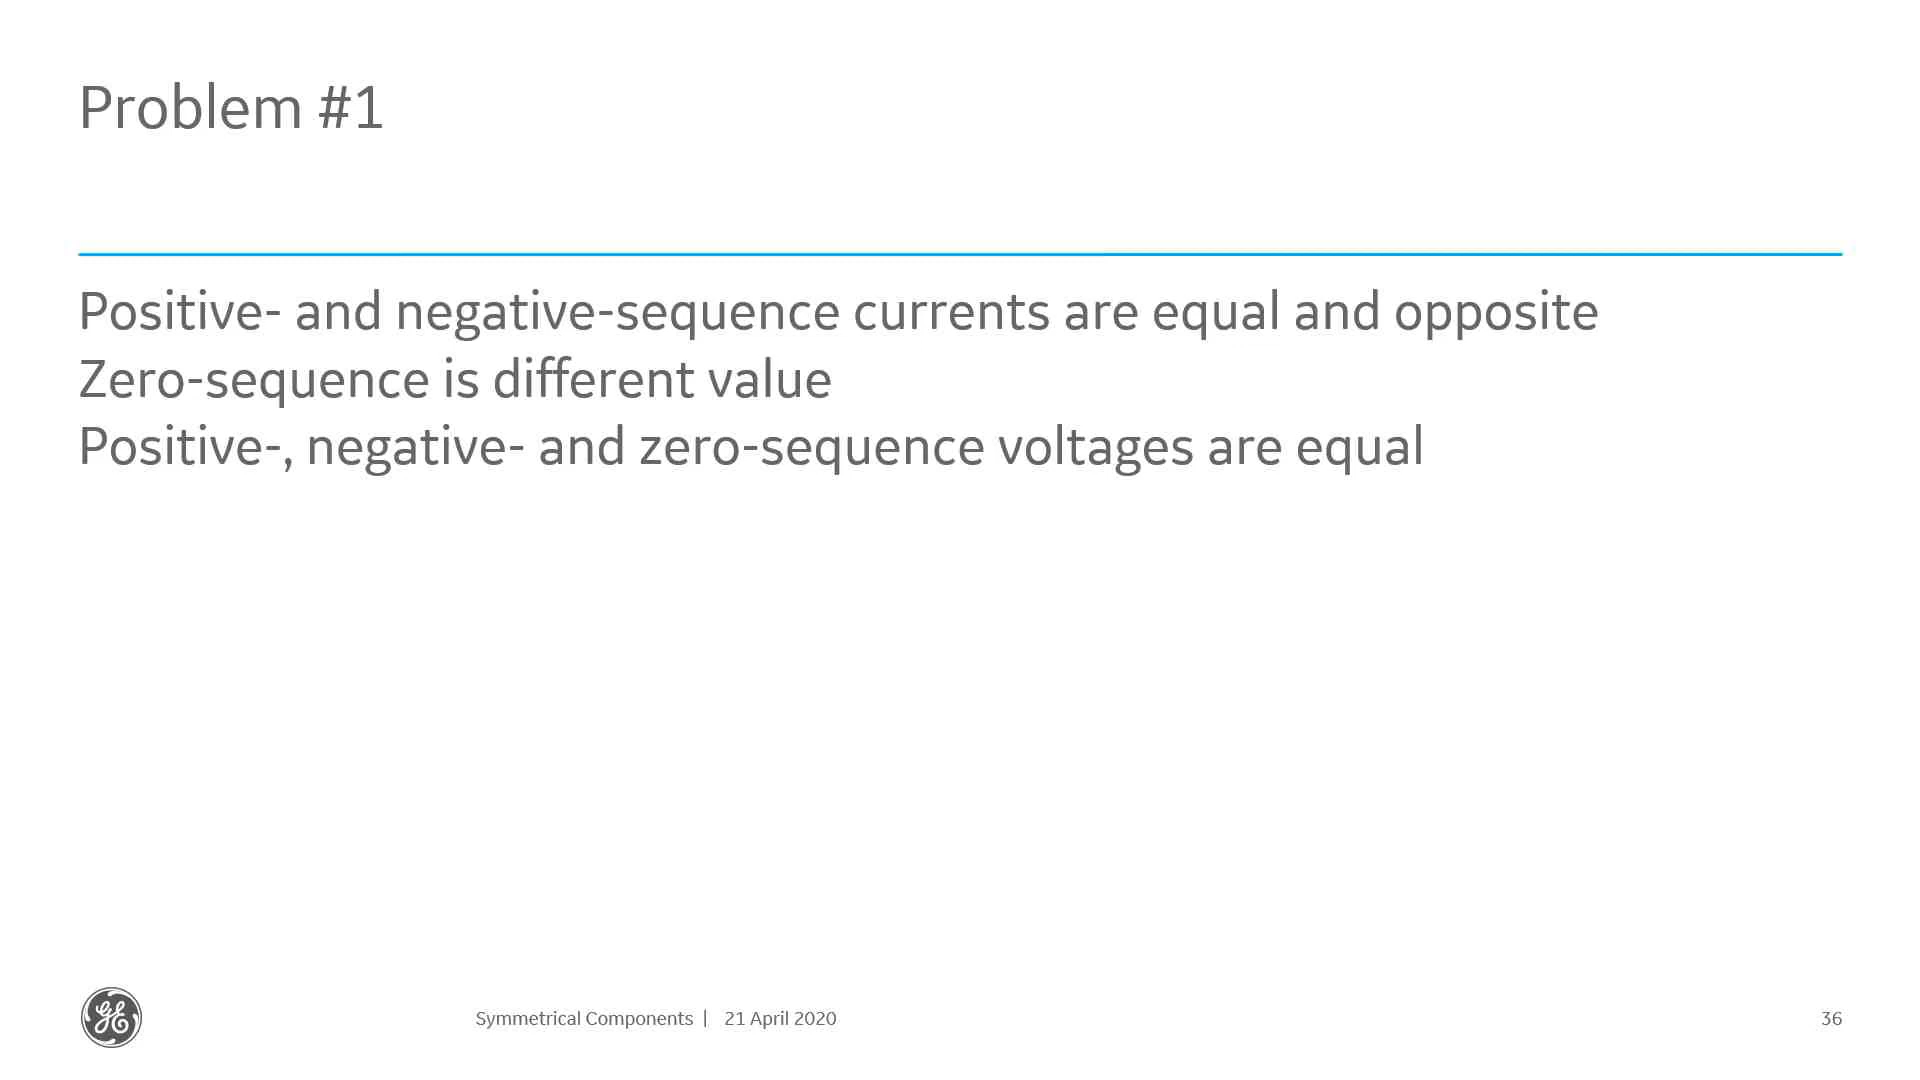 Problem #1
Positive- and negative-sequence currents are equal and opposite
Zero-sequence is different value
Positive-, negative- and zero-sequence voltages are equal
GE
Symmetrical Components | 21 April 2020
36